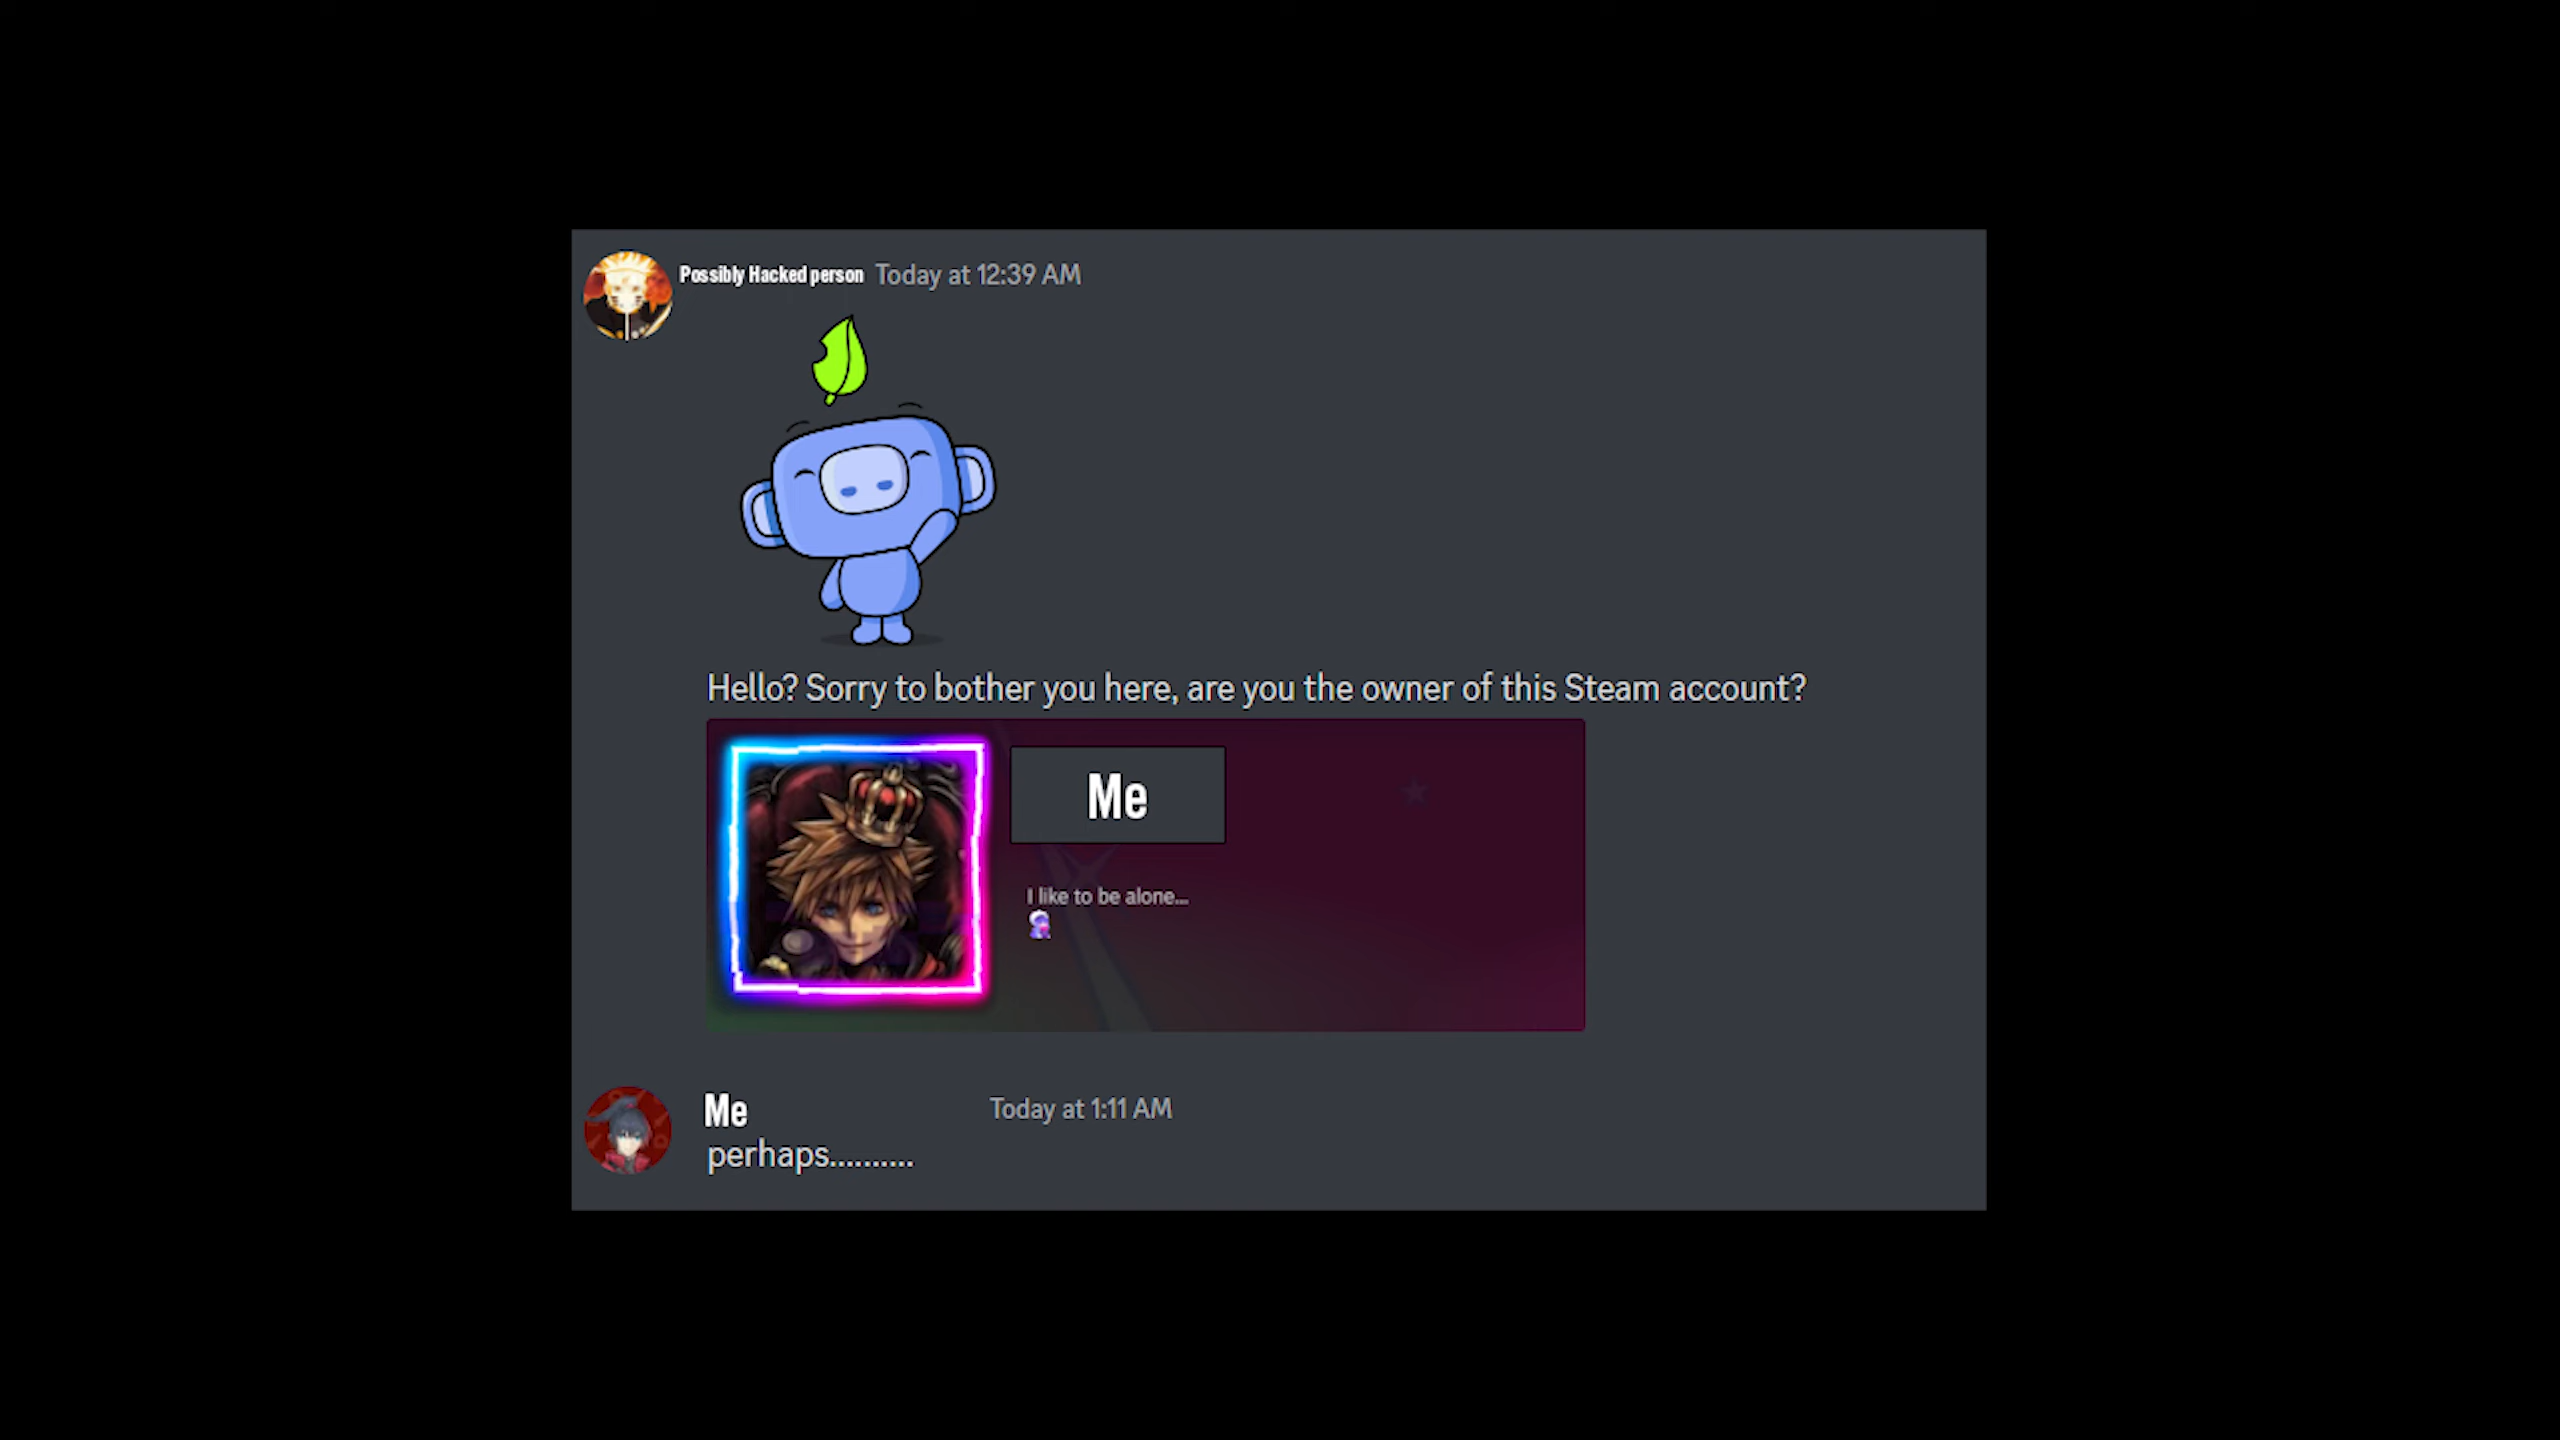 Possibly Hacked person Today at 12:39 AM
Hello? Sorry to bother you here, are you the owner of this Steam account?
Me
I like to be alone...
Me Today at 1:11 AM
perhaps..........